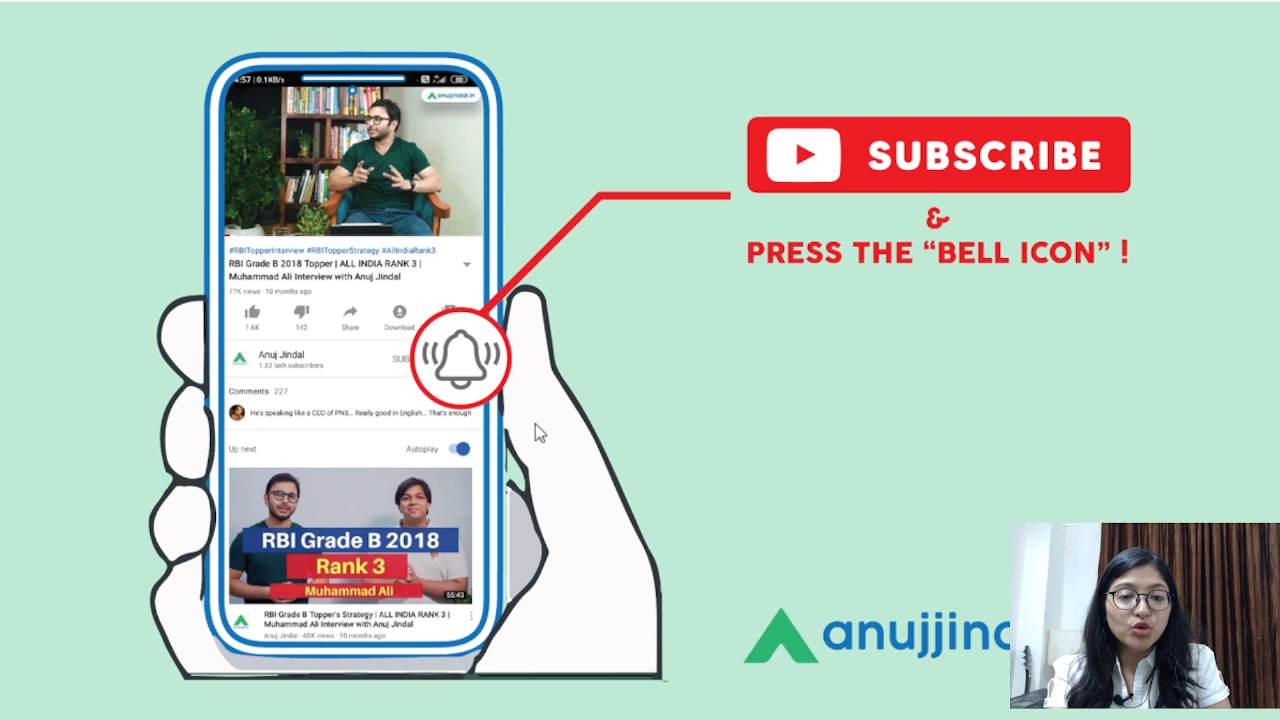 4:57 | 0.1KB/s
anujjindal.in
#RBITopperInterview #RBITopperStrategy #AllIndiaRank3
RBI Grade B 2018 Topper | ALL INDIA RANK 3 |
Muhammad Ali Interview with Anuj Jindal
77K views · 10 months ago
1.6K 142 Share Download
Anuj Jindal
1.32 lakh subscribers
SUB
Comments 227
He's speaking like a CEO of PNB... Really good in English... That's enough
Up next Autoplay
RBI Grade B 2018
Rank 3
Muhammad Ali
55:43
RBI Grade B Topper's Strategy | ALL INDIA RANK 3 |
Muhammad Ali Interview with Anuj Jindal
Anuj Jindal · 48K views · 10 months ago
SUBSCRIBE
&
PRESS THE “BELL ICON” !
anujjind